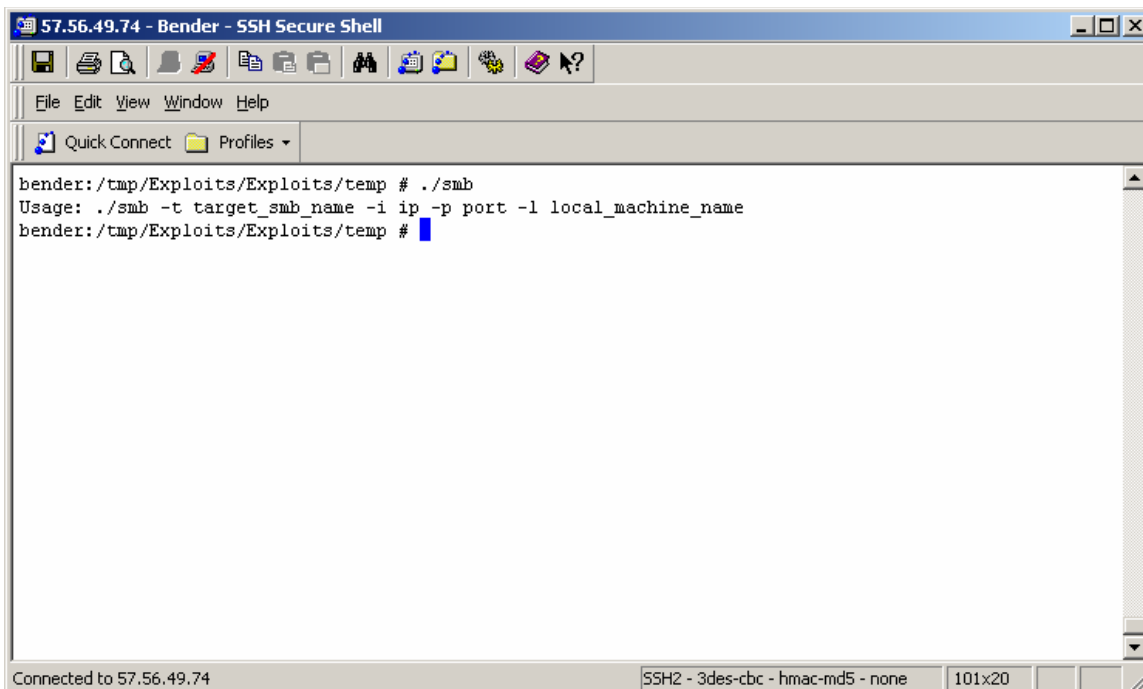 57.56.49.74 - Bender - SSH Secure Shell
File Edit View Window Help
Quick Connect Profiles
bender:/tmp/Exploits/Exploits/temp # ./smb
Usage: ./smb -t target_smb_name -i ip -p port -l local_machine_name
bender:/tmp/Exploits/Exploits/temp #
Connected to 57.56.49.74 SSH2 - 3des-cbc - hmac-md5 - none 101x20